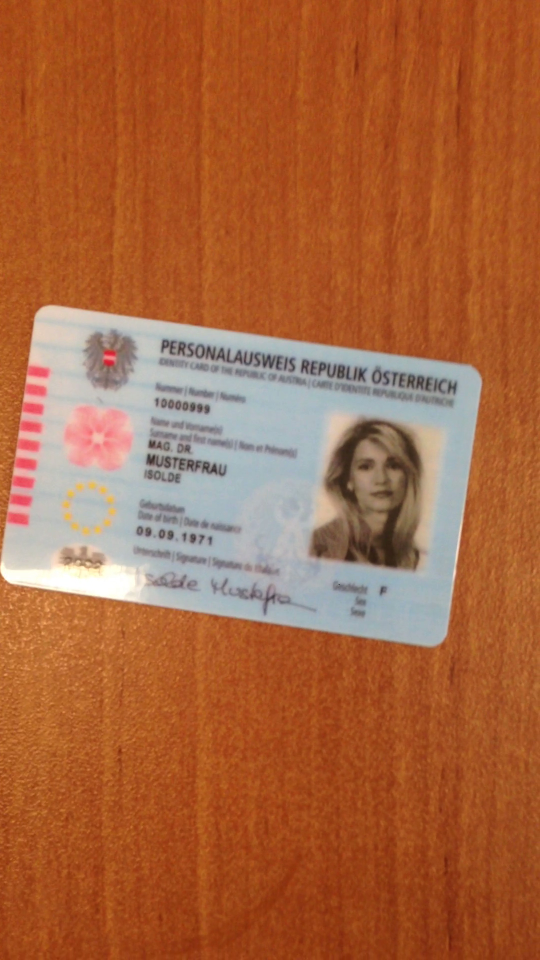 PERSONALAUSWEIS REPUBLIK ÖSTERREICH
IDENTITY CARD OF THE REPUBLIC OF AUSTRIA | CARTE D'IDENTITÉ RÉPUBLIQUE D'AUTRICHE
Nummer | Number | Numéro
10000999
Name und Vorname(n)
Surname and first name(s) | Nom et Prénom(s)
MAG. DR.
MUSTERFRAU
ISOLDE
Geburtsdatum
Date of birth | Date de naissance
09.09.1971
Unterschrift | Signature | Signature du titulaire
Isolde Musterfrau
Geschlecht F
Sex
Sexe